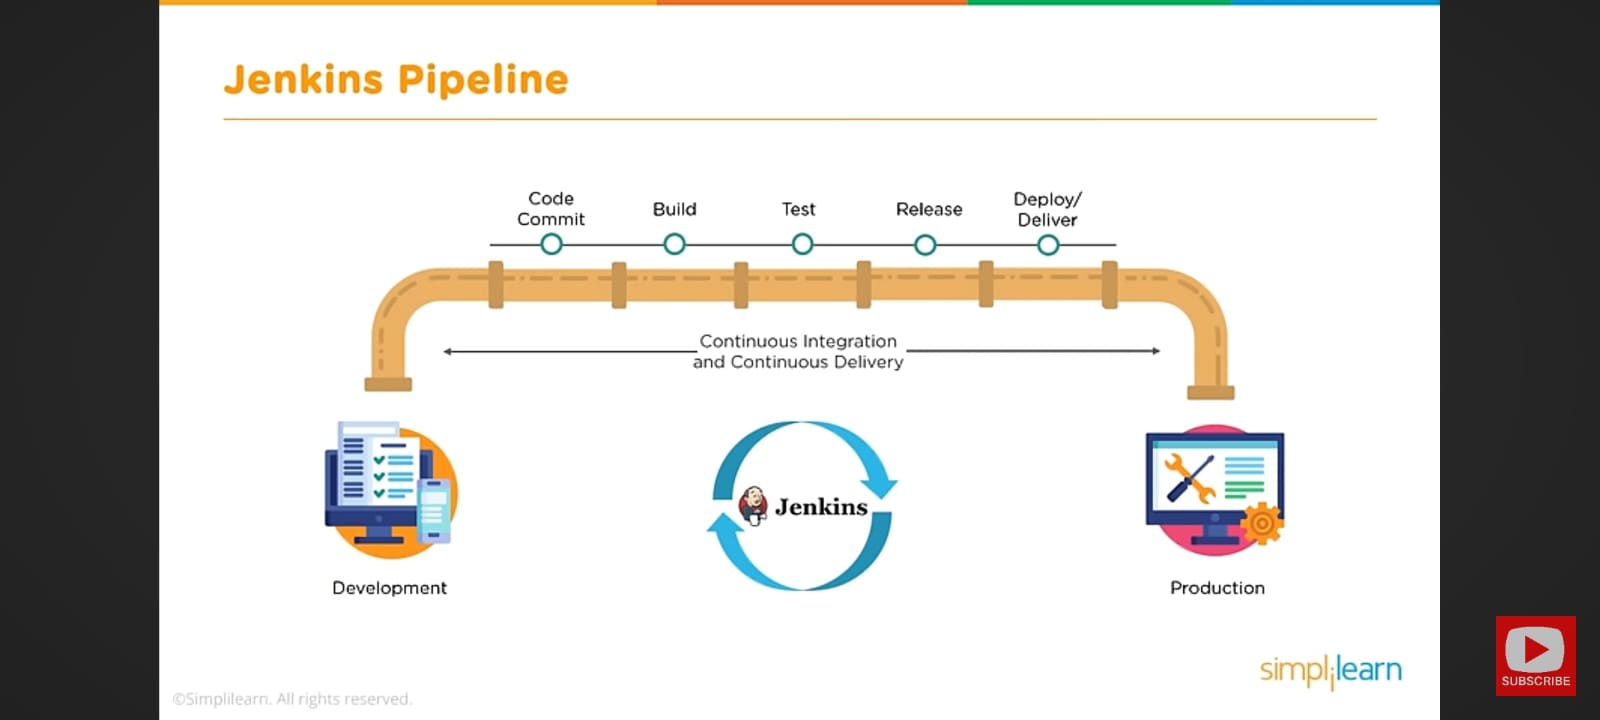 Jenkins Pipeline
Code
Commit
Build
Test
Release
Deploy/
Deliver
Continuous Integration
and Continuous Delivery
Jenkins
Development
Production
simplilearn
SUBSCRIBE
©Simplilearn. All rights reserved.